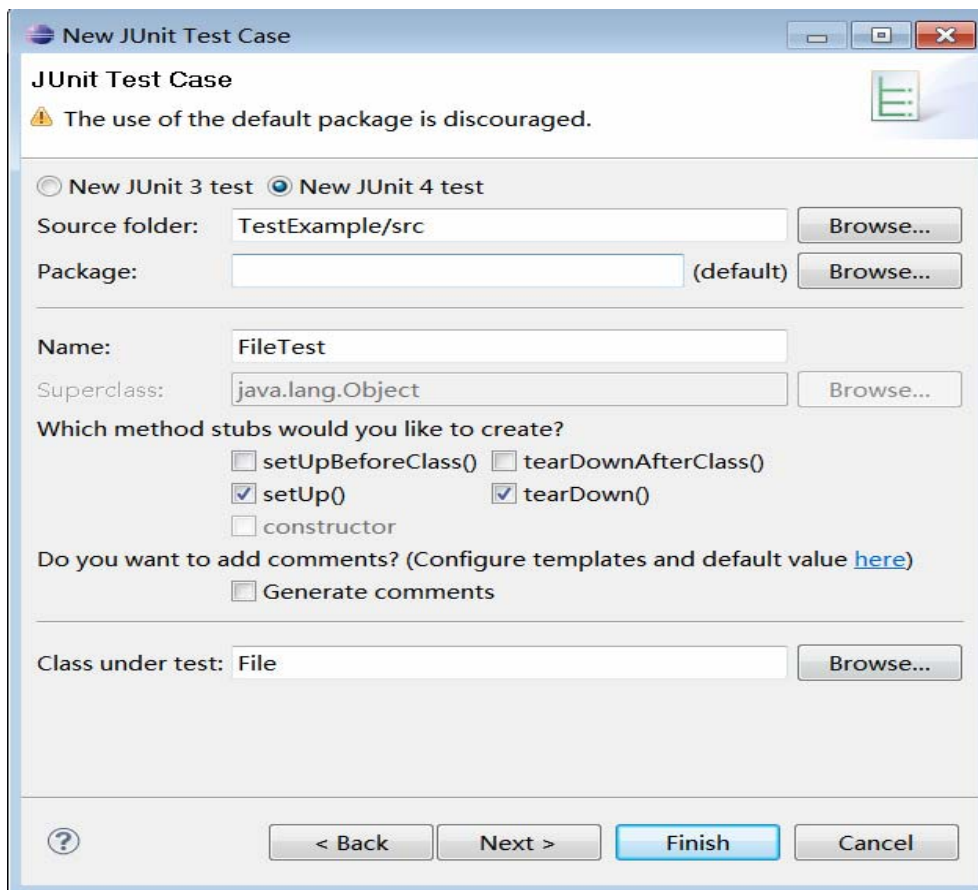 New JUnit Test Case
JUnit Test Case
The use of the default package is discouraged.
New JUnit 3 test New JUnit 4 test
Source folder: TestExample/src Browse...
Package: (default) Browse...
Name: FileTest
Superclass: java.lang.Object Browse...
Which method stubs would you like to create?
setUpBeforeClass() tearDownAfterClass()
setUp() tearDown()
constructor
Do you want to add comments? (Configure templates and default value here)
Generate comments
Class under test: File Browse...
? < Back Next > Finish Cancel